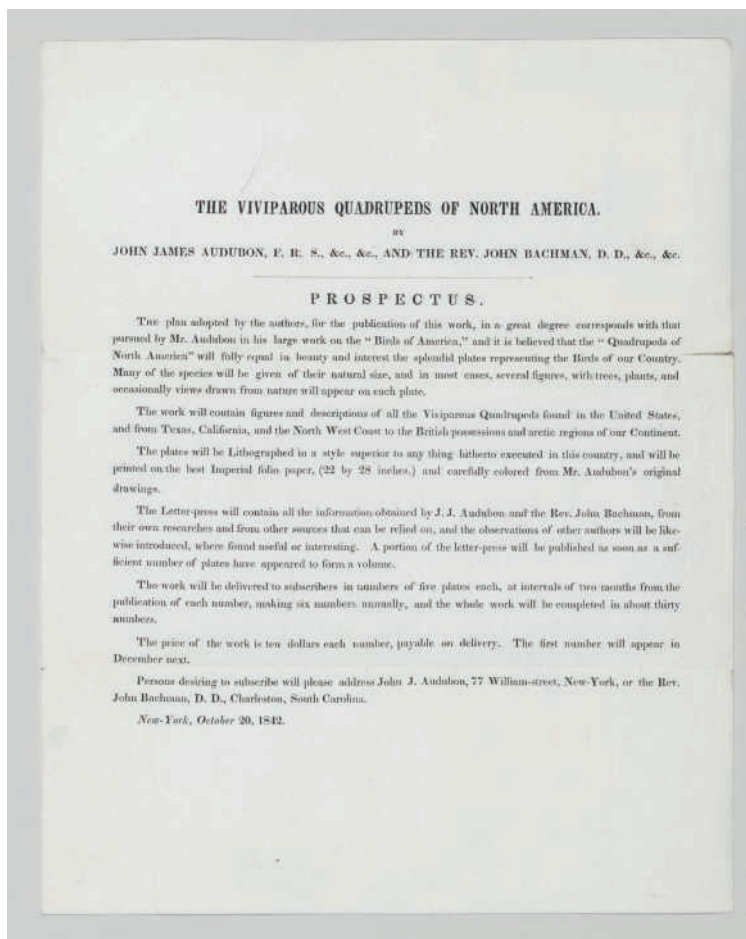 THE VIVIPAROUS QUADRUPEDS OF NORTH AMERICA.
BY
JOHN JAMES AUDUBON, F. R. S., &c., &c., AND THE REV. JOHN BACHMAN, D. D., &c., &c.
PROSPECTUS.
THE plan adopted by the authors, for the publication of this work, in a great degree corresponds with that
pursued by Mr. Audubon in his large work on the "Birds of America," and it is believed that the "Quadrupeds of
North America" will fully equal in beauty and interest the splendid plates representing the Birds of our Country.
Many of the species will be given of their natural size, and in most cases, several figures, with trees, plants, and
occasionally views drawn from nature will appear on each plate.
The work will contain figures and descriptions of all the Viviparous Quadrupeds found in the United States,
and from Texas, California, and the North West Coast to the British possessions and arctic regions of our Continent.
The plates will be Lithographed in a style superior to any thing hitherto executed in this country, and will be
printed on the best Imperial folio paper, (22 by 28 inches,) and carefully colored from Mr. Audubon's original
drawings.
The Letter-press will contain all the information obtained by J. J. Audubon and the Rev. John Bachman, from
their own researches and from other sources that can be relied on, and the observations of other authors will be like-
wise introduced, where found useful or interesting. A portion of the letter-press will be published as soon as a suf-
ficient number of plates have appeared to form a volume.
The work will be delivered to subscribers in numbers of five plates each, at intervals of two months from the
publication of each number, making six numbers annually, and the whole work will be completed in about thirty
numbers.
The price of the work is ten dollars each number, payable on delivery. The first number will appear in
December next.
Persons desiring to subscribe will please address John J. Audubon, 77 William-street, New-York, or the Rev.
John Bachman, D. D., Charleston, South Carolina.
New-York, October 20, 1842.